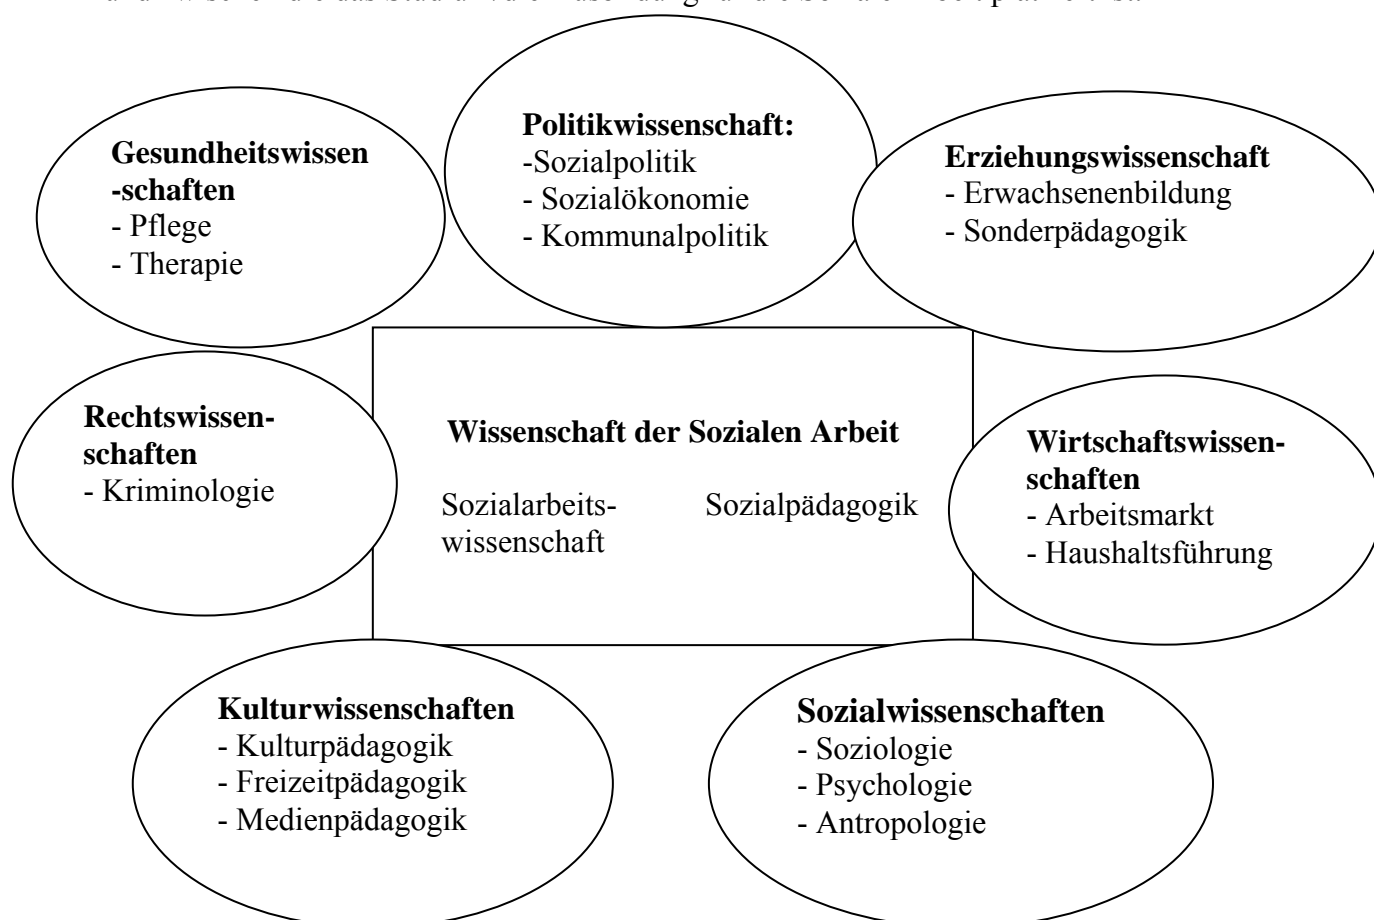 Politikwissenschaft:
-Sozialpolitik
- Sozialökonomie
- Kommunalpolitik
Gesundheitswissen
-schaften
- Pflege
- Therapie
Erziehungswissenschaft
- Erwachsenenbildung
- Sonderpädagogik
Rechtswissen-
schaften
- Kriminologie
Wissenschaft der Sozialen Arbeit
Sozialarbeits-
wissenschaft
Sozialpädagogik
Wirtschaftswissen-
schaften
- Arbeitsmarkt
- Haushaltsführung
Kulturwissenschaften
- Kulturpädagogik
- Freizeitpädagogik
- Medienpädagogik
Sozialwissenschaften
- Soziologie
- Psychologie
- Antropologie